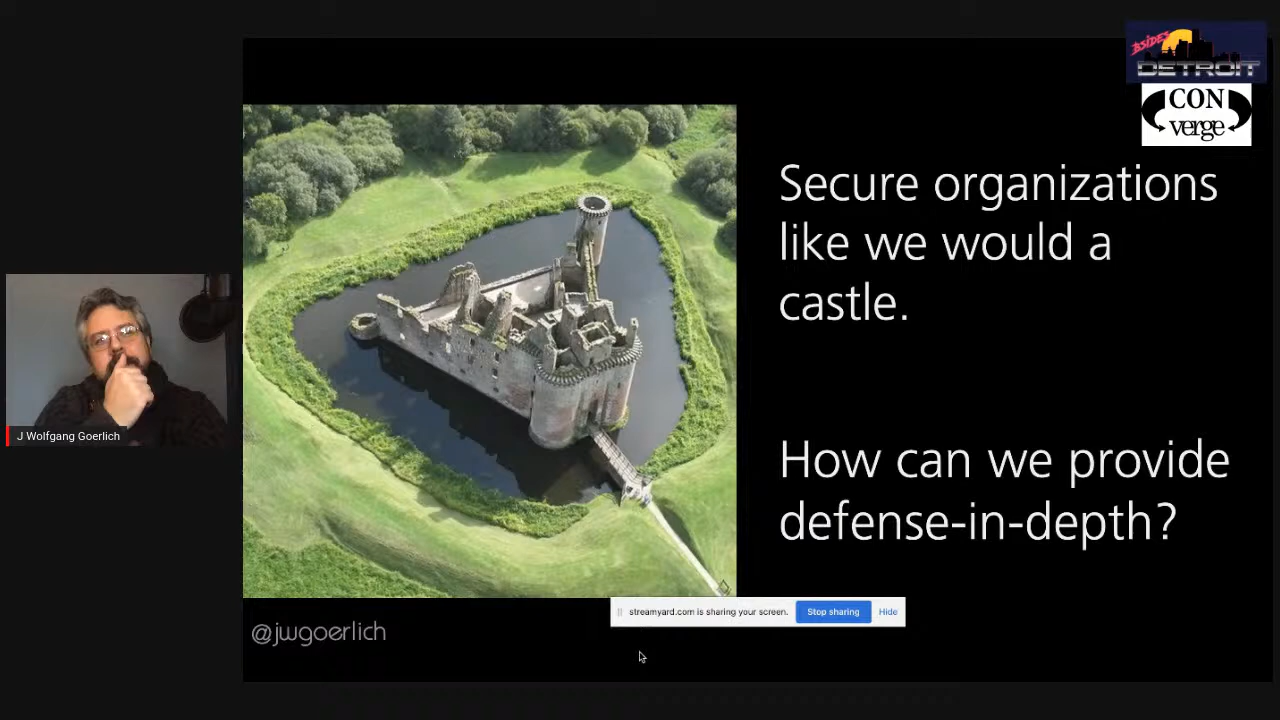 BSIDES
DETROIT
CON
verge
Secure organizations
like we would a
castle.
How can we provide
defense-in-depth?
J Wolfgang Goerlich
streamyard.com is sharing your screen.
Stop sharing
Hide
@jwgoerlich